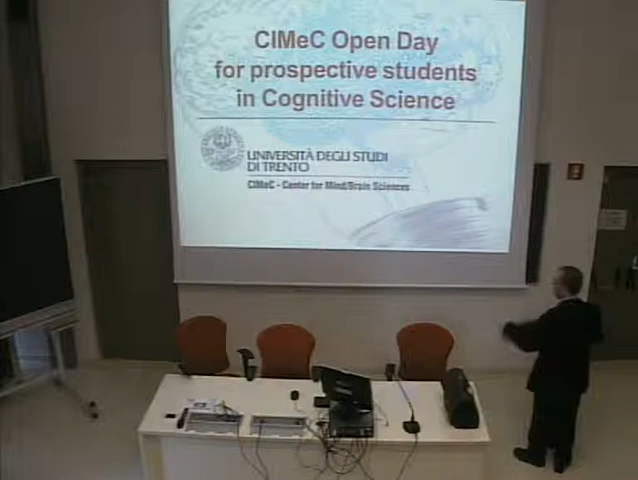 CIMeC Open Day
for prospective students
in Cognitive Science
UNIVERSITÀ DEGLI STUDI
DI TRENTO
CIMeC - Center for Mind/Brain Sciences